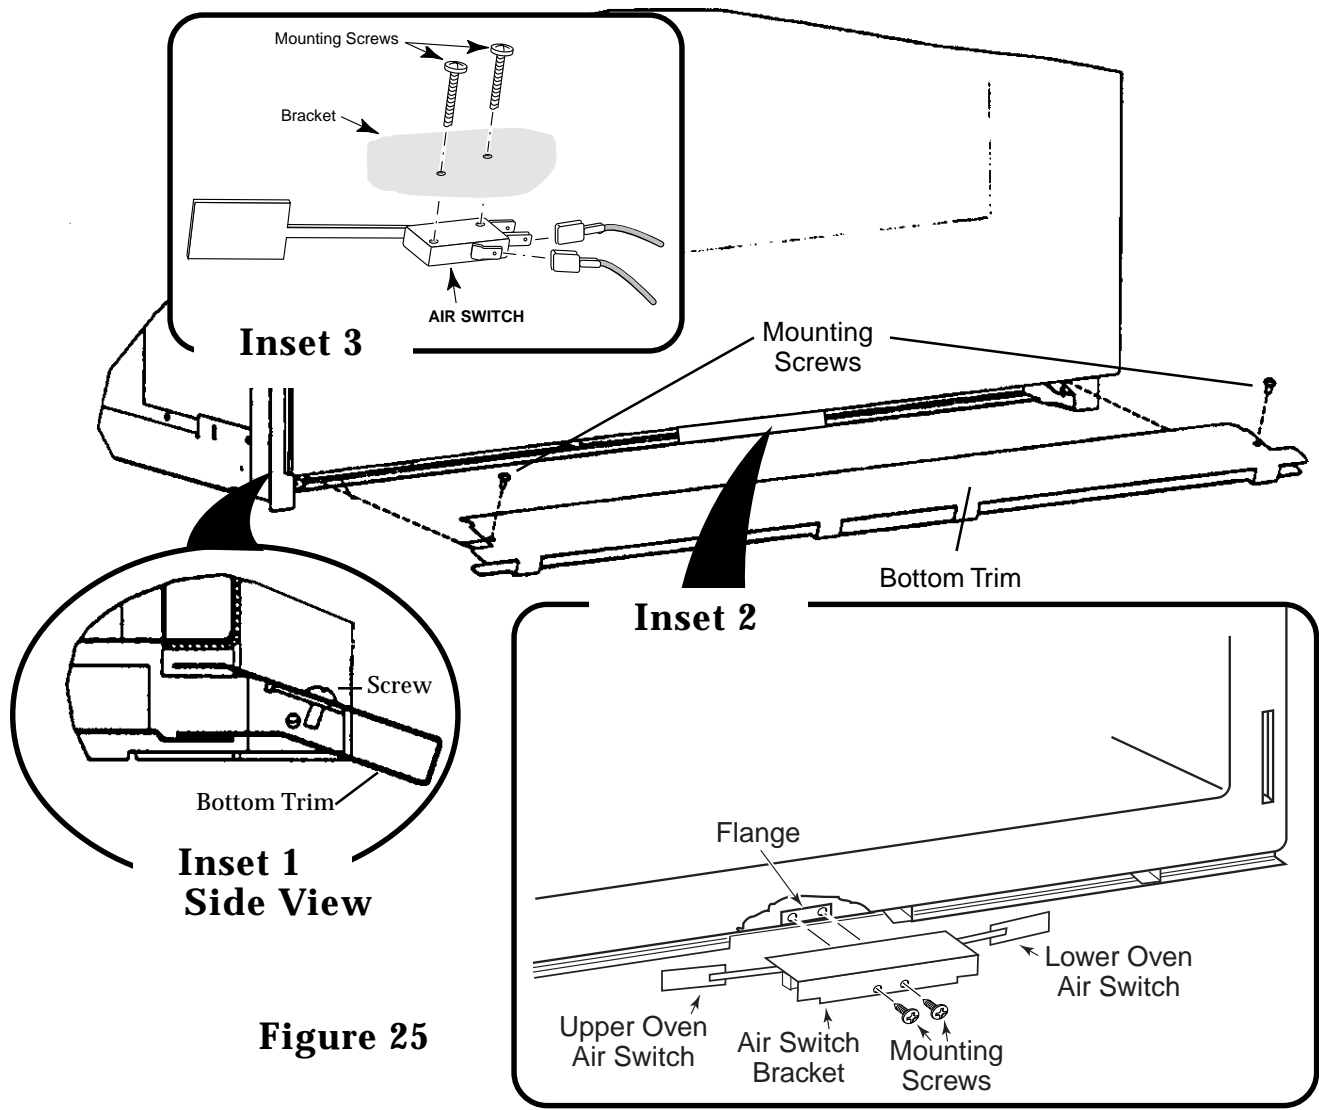 Mounting Screws
Bracket
AIR SWITCH
Inset 3
Mounting
Screws
Bottom Trim
Inset 2
Screw
Bottom Trim
Inset 1
Side View
Flange
Lower Oven
Air Switch
Upper Oven
Air Switch
Air Switch
Bracket
Mounting
Screws
Figure 25